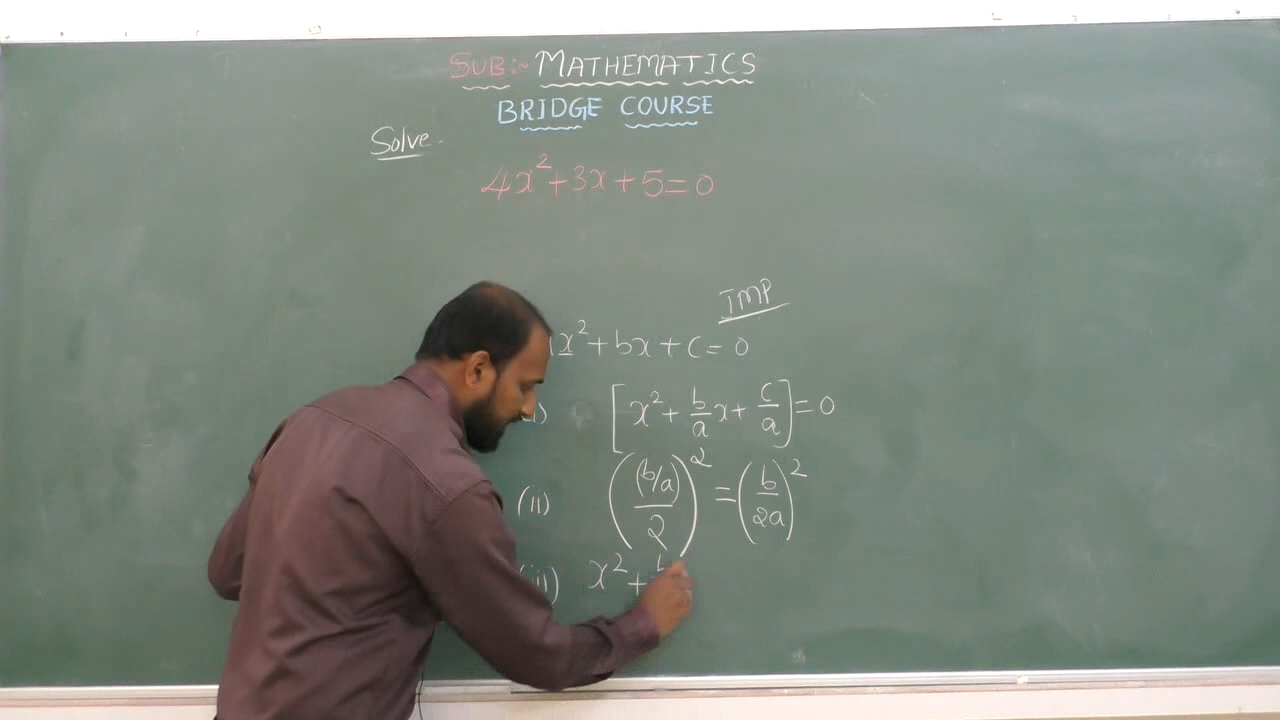 SUB:- MATHEMATICS
BRIDGE COURSE
Solve.
4x²+3x+5=0
IMP
x²+bx+c=0
[x²+b/a x+c/a]=0
(ii) ((b/a)/2)²=(b/2a)²
(iii) x²+